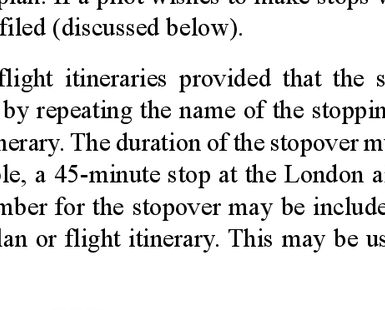 plan. If a pilot wishes to make stops
filed (discussed below).
flight itineraries provided that the s
by repeating the name of the stoppin
nerary. The duration of the stopover m
le, a 45-minute stop at the London a
mber for the stopover may be include
lan or flight itinerary. This may be us